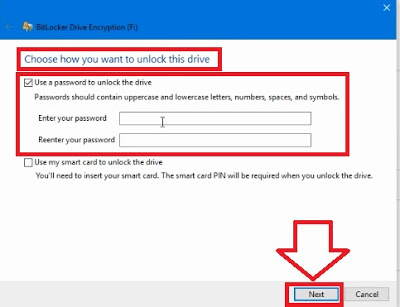 BitLocker Drive Encryption (F:)
Choose how you want to unlock this drive
Use a password to unlock the drive
Passwords should contain uppercase and lowercase letters, numbers, spaces, and symbols.
Enter your password
Reenter your password
Use my smart card to unlock the drive
You'll need to insert your smart card. The smart card PIN will be required when you unlock the drive.
Next Cancel